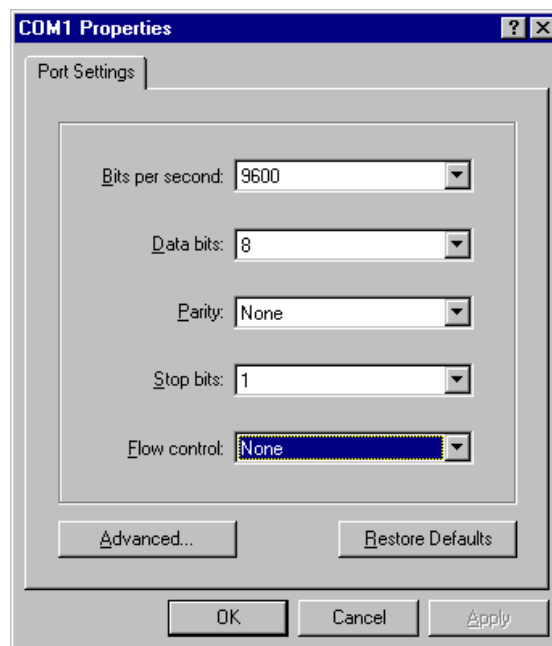 COM1 Properties
Port Settings
Bits per second: 9600
Data bits: 8
Parity: None
Stop bits: 1
Flow control: None
Advanced... Restore Defaults
OK Cancel Apply